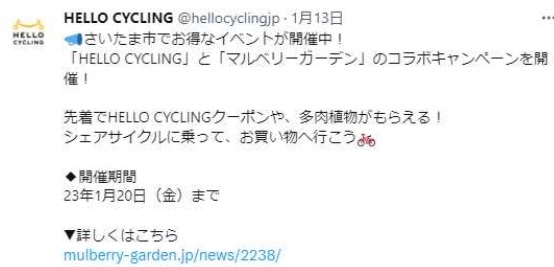 HELLO CYCLING @hellocyclingjp · 1月13日
HELLO
CYCLING
📣さいたま市でお得なイベントが開催中！
「HELLO CYCLING」と「マルベリーガーデン」のコラボキャンペーンを開
催！
先着でHELLO CYCLINGクーポンや、多肉植物がもらえる！
シェアサイクルに乗って、お買い物へ行こう🚲
◆開催期間
23年1月20日（金）まで
▼詳しくはこちら
mulberry-garden.jp/news/2238/